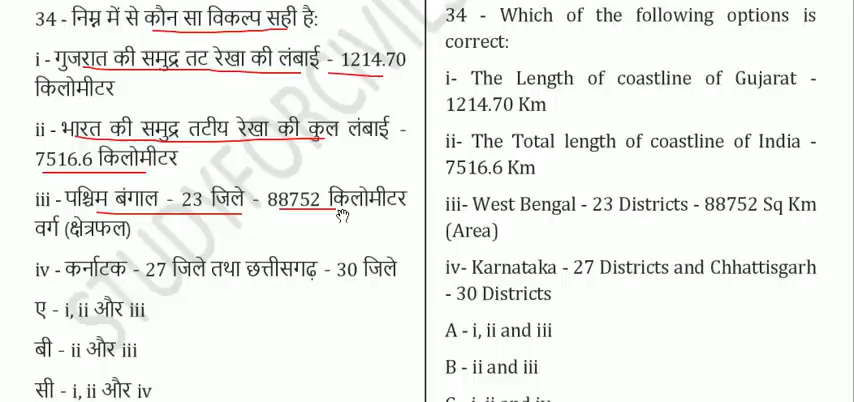 34 - निम्न में से कौन सा विकल्प सही है:
i - गुजरात की समुद्र तट रेखा की लंबाई - 1214.70
किलोमीटर
ii - भारत की समुद्र तटीय रेखा की कुल लंबाई -
7516.6 किलोमीटर
iii - पश्चिम बंगाल - 23 जिले - 88752 किलोमीटर
वर्ग (क्षेत्रफल)
iv - कर्नाटक - 27 जिले तथा छत्तीसगढ़ - 30 जिले
ए - i, ii और iii
बी - ii और iii
सी - i, ii और iv
34 - Which of the following options is
correct:
i- The Length of coastline of Gujarat -
1214.70 Km
ii- The Total length of coastline of India -
7516.6 Km
iii- West Bengal - 23 Districts - 88752 Sq Km
(Area)
iv- Karnataka - 27 Districts and Chhattisgarh
- 30 Districts
A - i, ii and iii
B - ii and iii
C - i, ii and iv
STUDYFORCIVIL